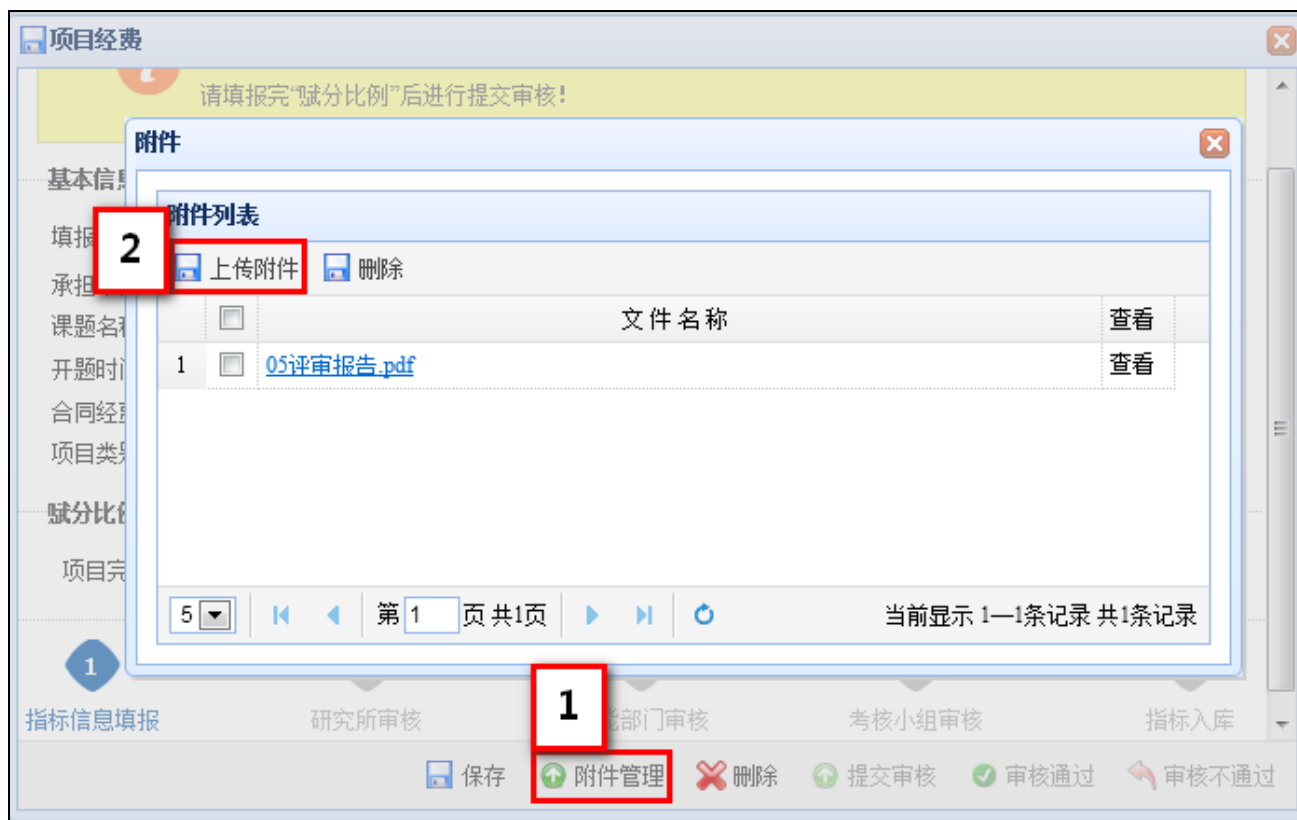 项目经费
请填报完“赋分比例”后进行提交审核!
附件
基本信息
附件列表
填报
2
上传附件 删除
承担
文件名称 查看
课题名称
1 05评审报告.pdf 查看
开题时间
合同经费
项目类别
赋分比例
项目完
5 第 1 页 共1页 当前显示 1—1条记录 共1条记录
1
指标信息填报 研究所审核 1 部门审核 考核小组审核 指标入库
保存 附件管理 删除 提交审核 审核通过 审核不通过